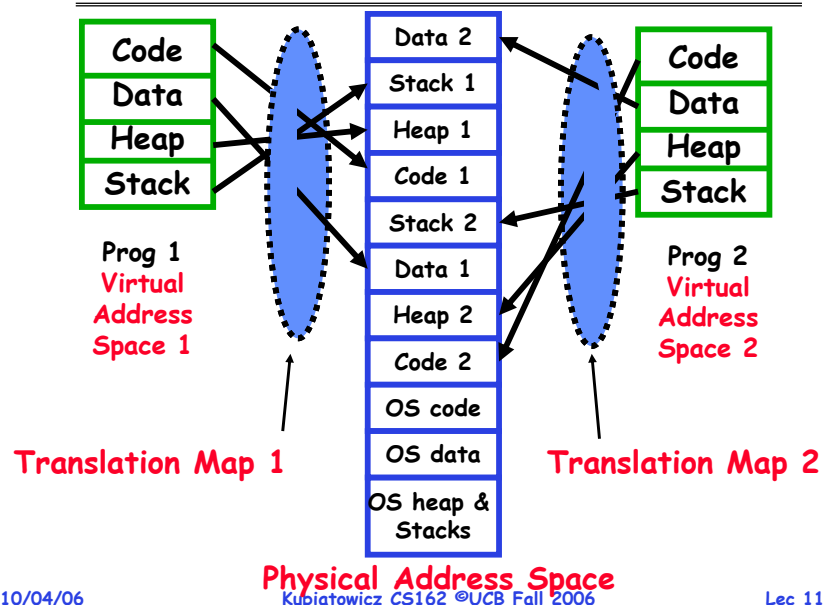 Code
Data
Heap
Stack
Prog 1
Virtual
Address
Space 1
Translation Map 1
Data 2
Stack 1
Heap 1
Code 1
Stack 2
Data 1
Heap 2
Code 2
OS code
OS data
OS heap &
Stacks
Code
Data
Heap
Stack
Prog 2
Virtual
Address
Space 2
Translation Map 2
Physical Address Space
10/04/06
Kubiatowicz CS162 ©UCB Fall 2006
Lec 11